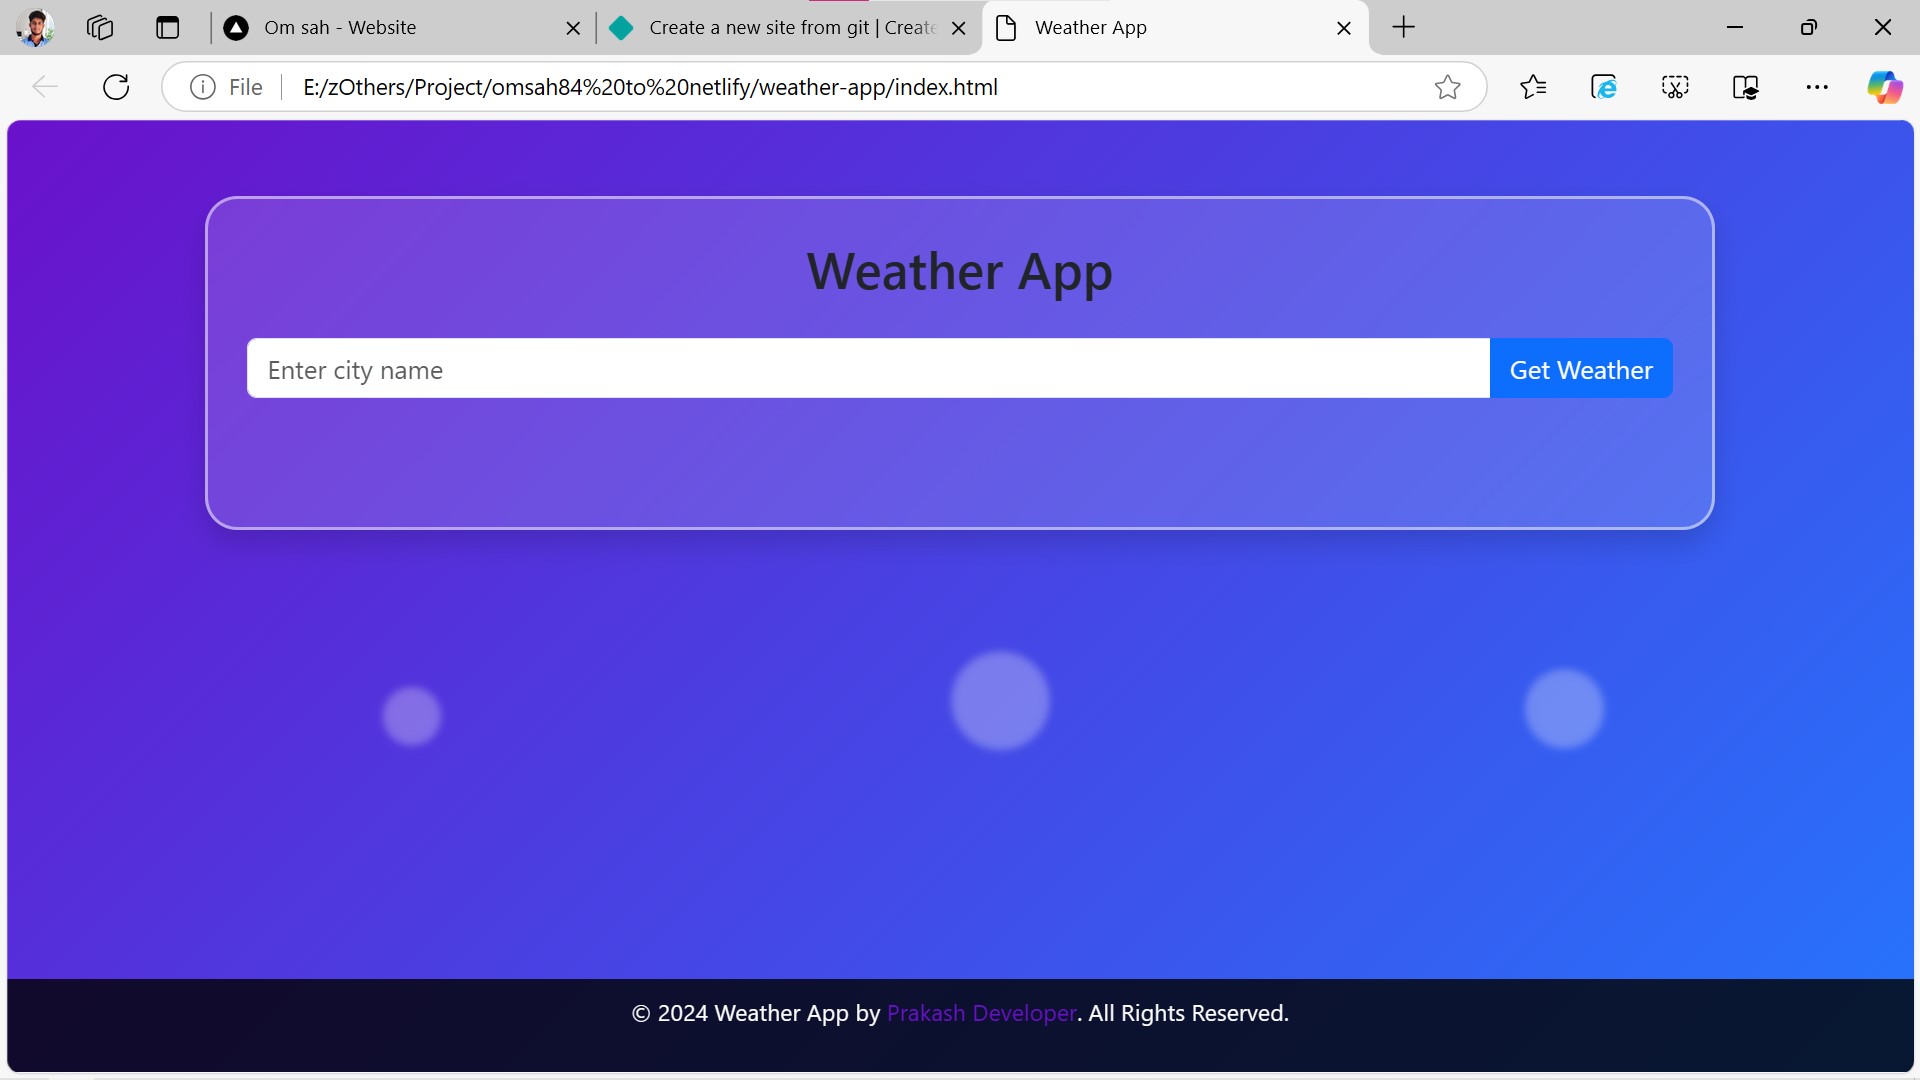 Om sah - Website
Create a new site from git | Create
Weather App
File
E:/zOthers/Project/omsah84%20to%20netlify/weather-app/index.html
Weather App
Enter city name
Get Weather
© 2024 Weather App by Prakash Developer. All Rights Reserved.